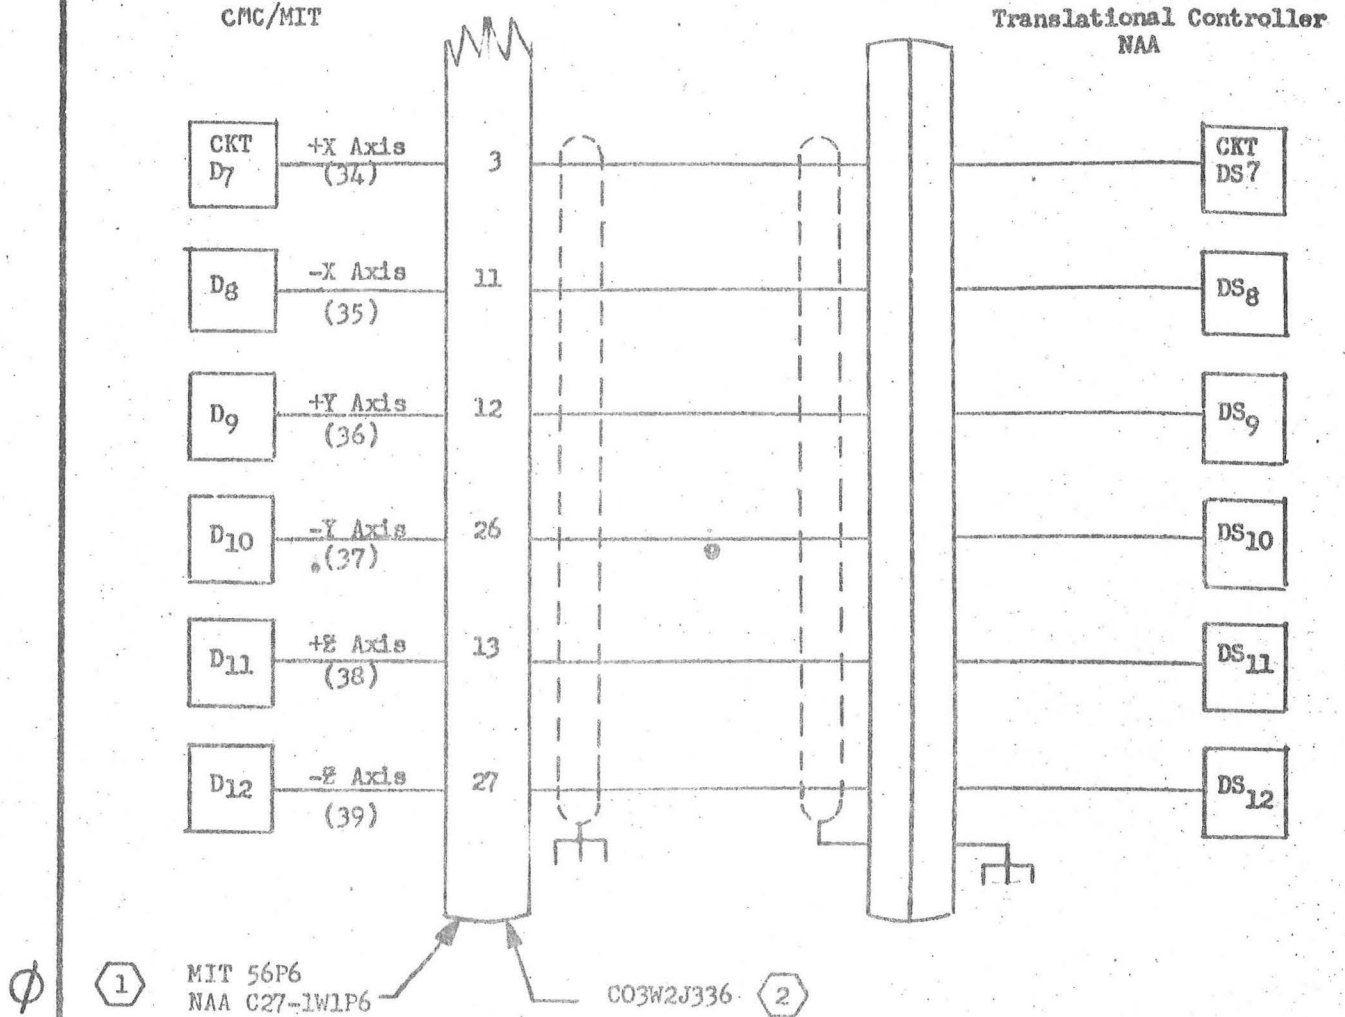 CMC/MIT
Translational Controller
NAA
CKT
D7
+X Axis
(34)
3
CKT
DS7
D8
-X Axis
(35)
11
DS8
D9
+Y Axis
(36)
12
DS9
D10
-Y Axis
(37)
26
DS10
D11
+Z Axis
(38)
13
DS11
D12
-Z Axis
(39)
27
DS12
Ø
1
MIT 56P6
NAA C27-1W1P6
C03W2J336
2